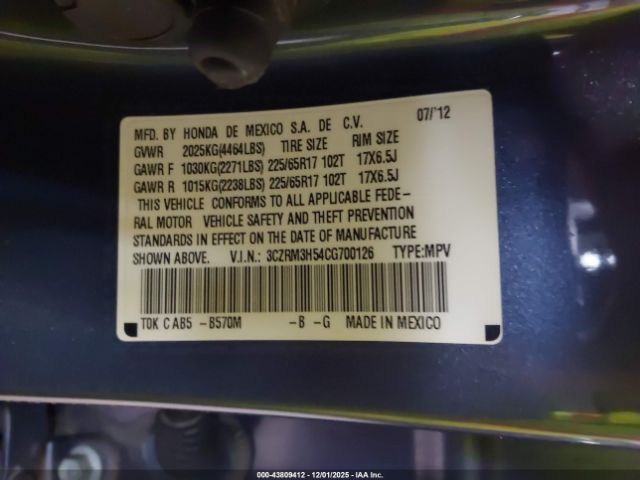 MFD. BY HONDA DE MEXICO S.A. DE C.V. 07/'12
GVWR 2025KG(4464LBS) TIRE SIZE RIM SIZE
GAWR F 1030KG(2271LBS) 225/65R17 102T 17X6.5J
GAWR R 1015KG(2238LBS) 225/65R17 102T 17X6.5J
THIS VEHICLE CONFORMS TO ALL APPLICABLE FEDE-
RAL MOTOR VEHICLE SAFETY AND THEFT PREVENTION
STANDARDS IN EFFECT ON THE DATE OF MANUFACTURE
SHOWN ABOVE. V.I.N.: 3CZRM3H54CG700126 TYPE:MPV
T0K C AB5 -B570M -B -G MADE IN MEXICO
000-43809412 - 12/01/2025 - IAA Inc.